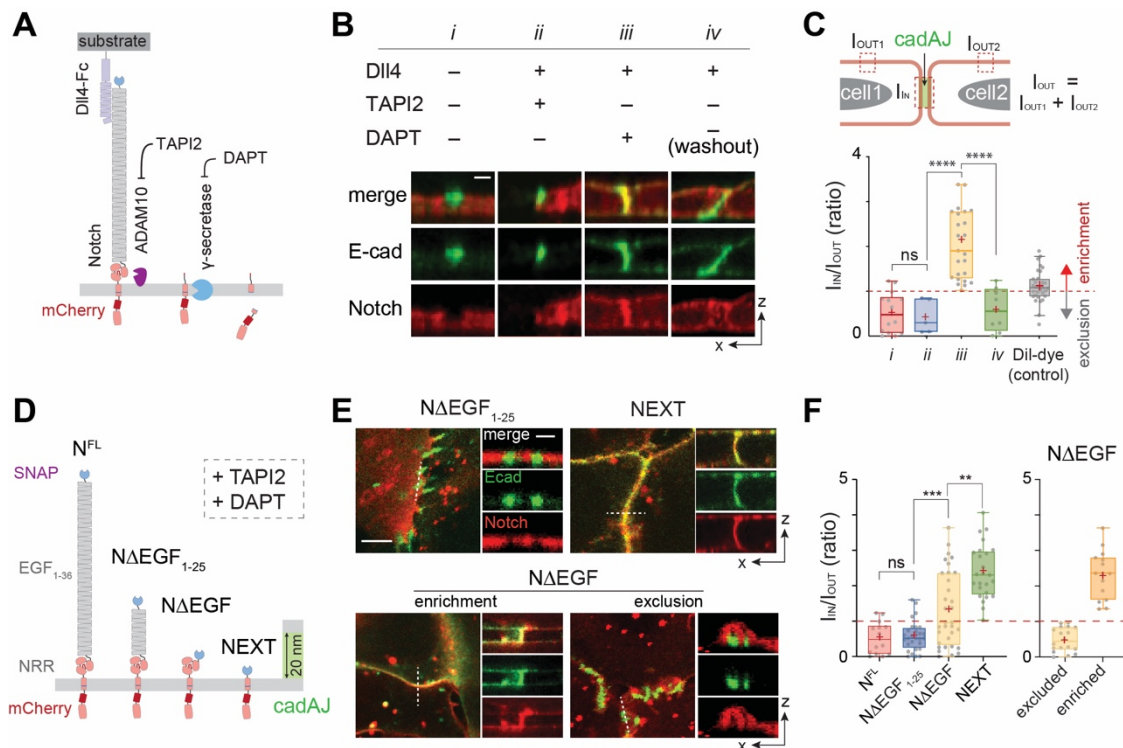 A
substrate
Dll4-Fc
Notch
ADAM10
TAPI2
γ-secretase
DAPT
mCherry
B
i ii iii iv
Dll4 – + + +
TAPI2 – + – –
DAPT – – + –
(washout)
merge
E-cad
Notch
z
x
C
cadAJ
IOUT1
IOUT2
cell1
IIN
cell2
IOUT =
IOUT1 + IOUT2
IIN/IOUT (ratio)
4
2
0
ns
****
****
enrichment
exclusion
i ii iii iv Dil-dye
(control)
D
NFL
SNAP
+ TAPI2
+ DAPT
EGF1-36
NΔEGF1-25
NΔEGF
NEXT
NRR
20 nm
mCherry
cadAJ
E
NΔEGF1-25
NEXT
merge
Ecad
Notch
z
x
NΔEGF
enrichment
exclusion
z
x
F
IIN/IOUT (ratio)
5
0
ns
***
**
NFL
NΔEGF1-25
NΔEGF
NEXT
NΔEGF
5
0
excluded
enriched